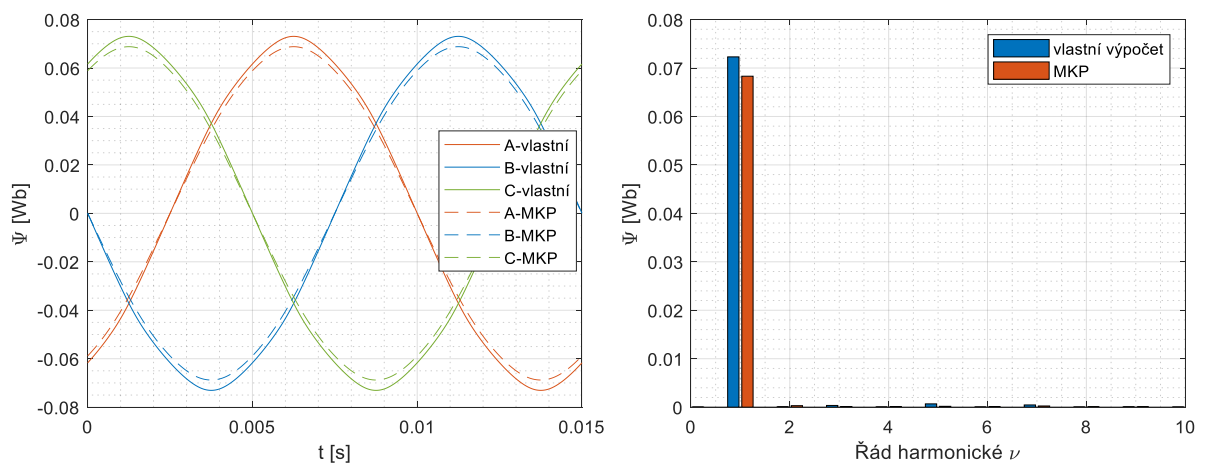 0.08
0.06
0.04
0.02
0
-0.02
-0.04
-0.06
-0.08
Ψ [Wb]
0
0.005
0.01
0.015
t [s]
A-vlastní
B-vlastní
C-vlastní
A-MKP
B-MKP
C-MKP
0.08
0.07
0.06
0.05
0.04
0.03
0.02
0.01
0
Ψ [Wb]
0
2
4
6
8
10
Řád harmonické ν
vlastní výpočet
MKP